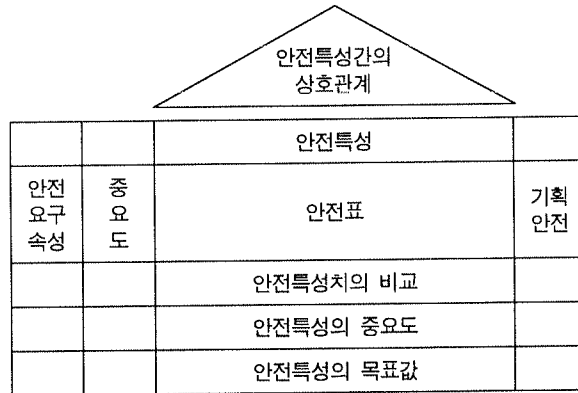 안전특성간의
상호관계
안전특성
안전
요구
속성
중
요
도
안전표
기획
안전
안전특성치의 비교
안전특성의 중요도
안전특성의 목표값